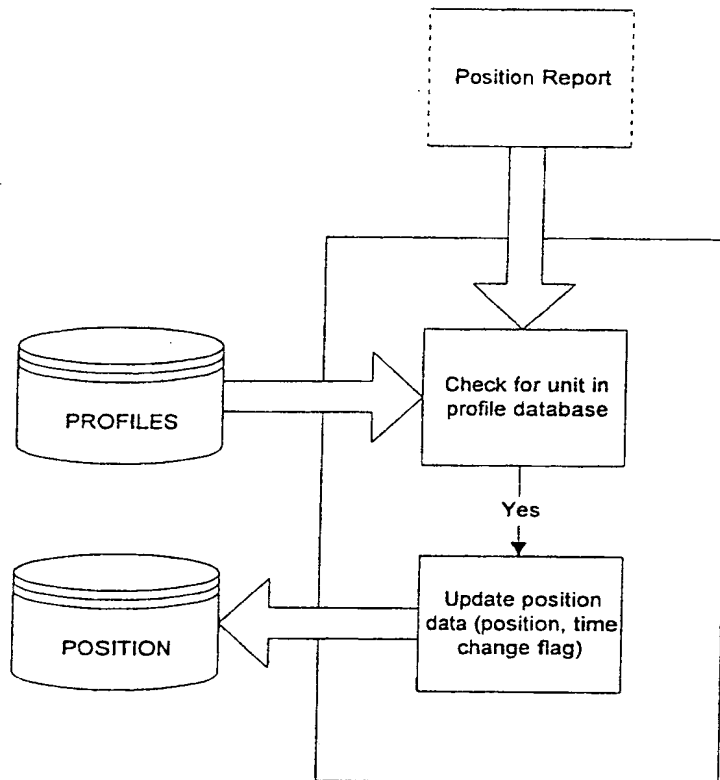 Position Report
Check for unit in
profile database
PROFILES
Yes
Update position
data (position, time
change flag)
POSITION